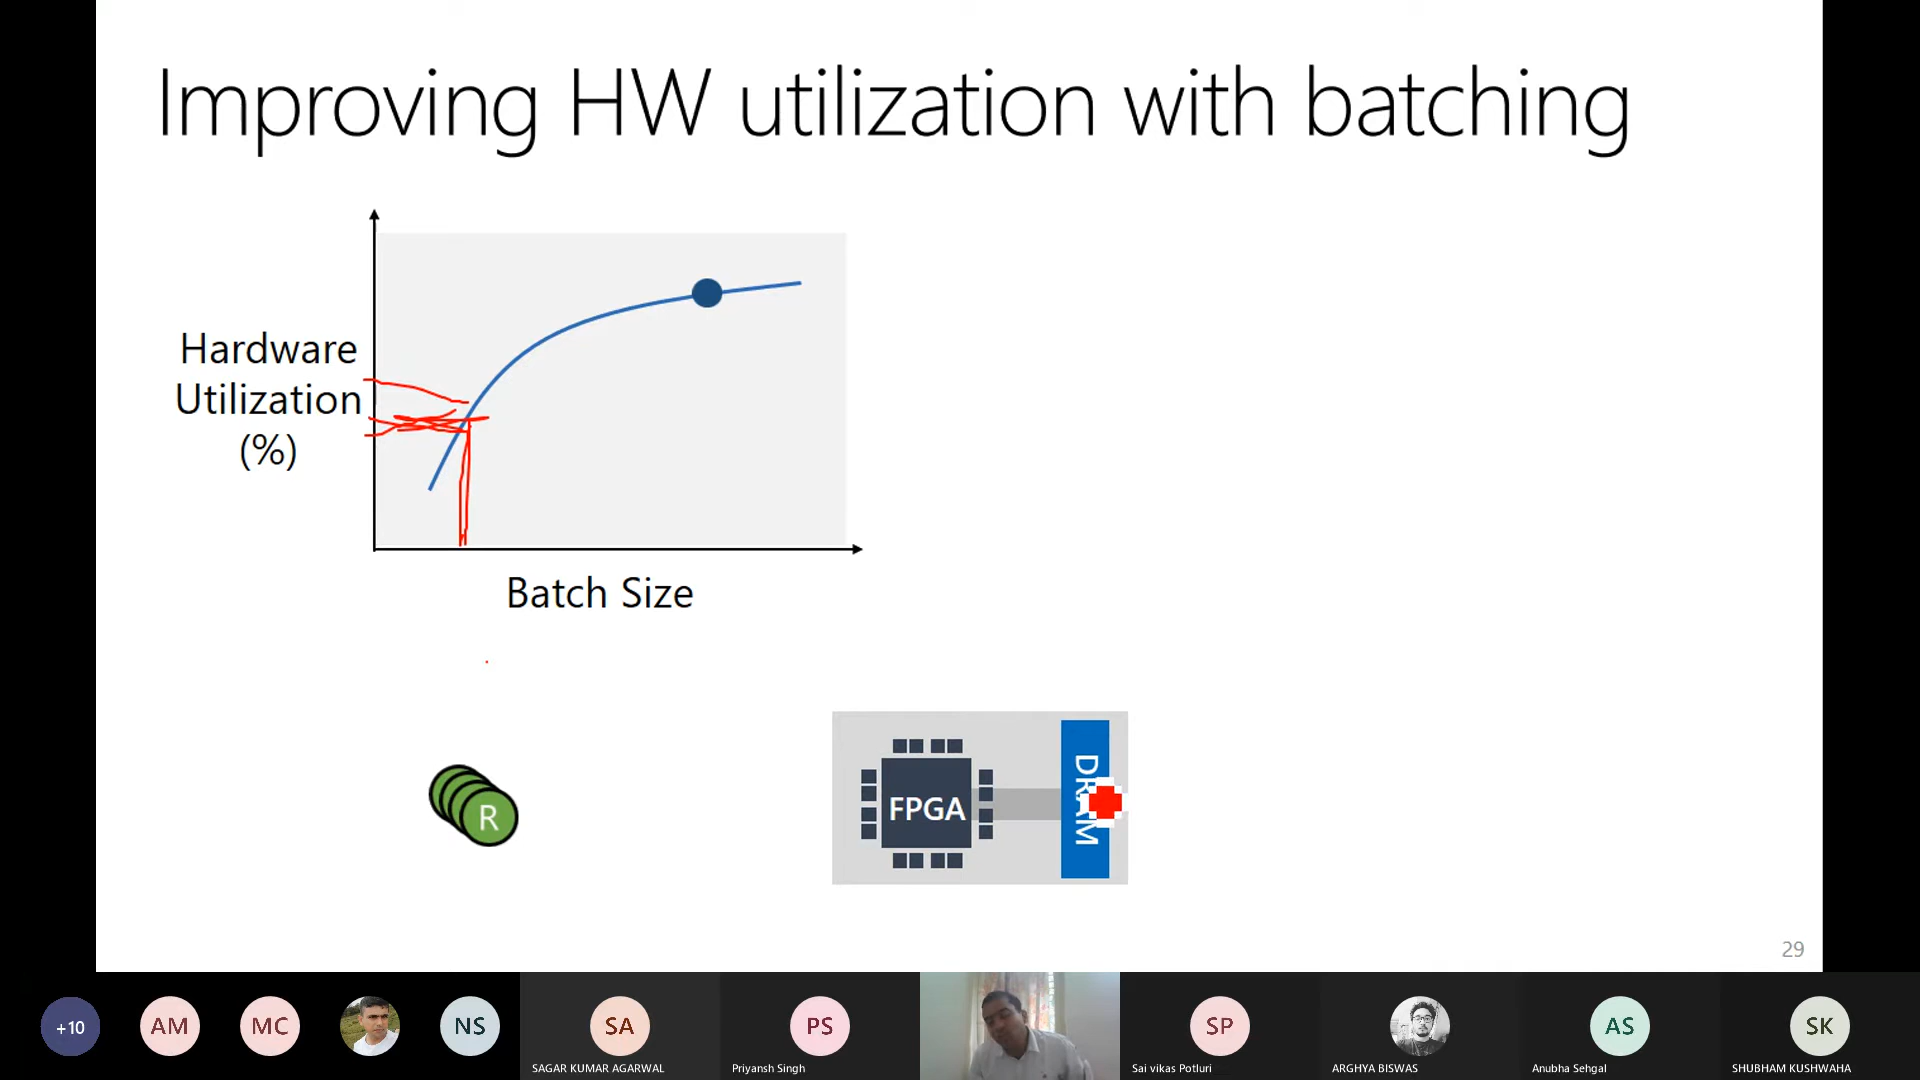 Improving HW utilization with batching
Hardware
Utilization
(%)
Batch Size
R
FPGA
DRAM
29
+10
AM
MC
NS
SA
PS
SP
AS
SK
SAGAR KUMAR AGARWAL
Priyansh Singh
Sai vikas Potluri
ARGHYA BISWAS
Anubha Sehgal
SHUBHAM KUSHWAHA